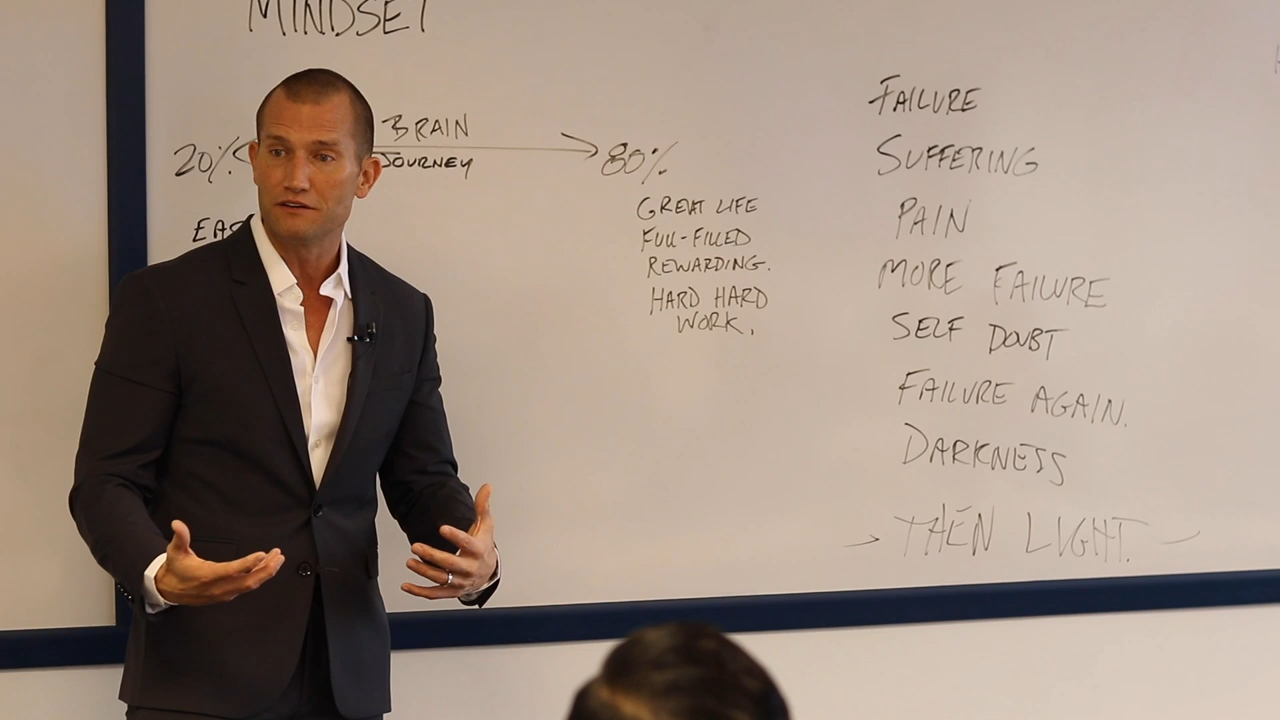 MINDSET
20%
BRAIN
JOURNEY
80%
EAS
GREAT LIFE
FULL-FILLED
REWARDING.
HARD HARD
WORK.
FAILURE
SUFFERING
PAIN
MORE FAILURE
SELF DOUBT
FAILURE AGAIN.
DARKNESS
THEN LIGHT.